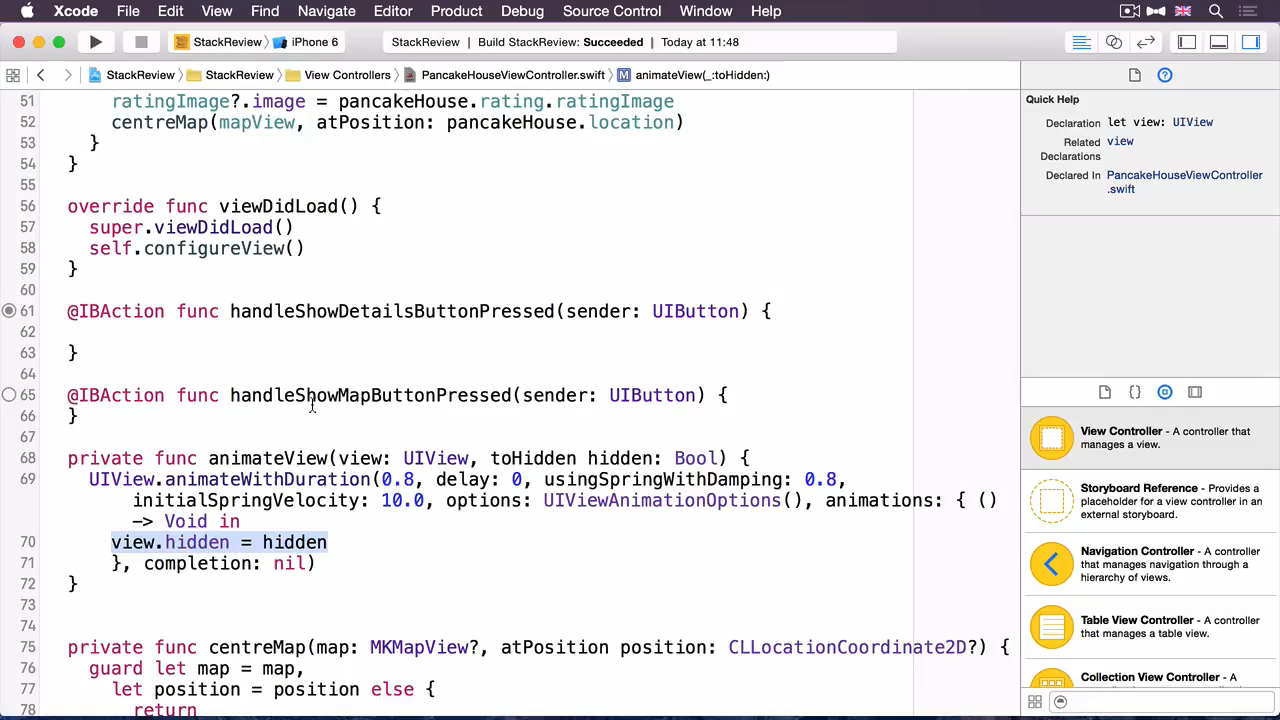 Xcode File Edit View Find Navigate Editor Product Debug Source Control Window Help
StackReview iPhone 6 StackReview | Build StackReview: Succeeded | Today at 11:48
StackReview StackReview View Controllers PancakeHouseViewController.swift M animateView(_:toHidden:)
51 ratingImage?.image = pancakeHouse.rating.ratingImage
52 centreMap(mapView, atPosition: pancakeHouse.location)
53 }
54 }
55
56 override func viewDidLoad() {
57 super.viewDidLoad()
58 self.configureView()
59 }
60
61 @IBAction func handleShowDetailsButtonPressed(sender: UIButton) {
62
63 }
64
65 @IBAction func handleShowMapButtonPressed(sender: UIButton) {
66 }
67
68 private func animateView(view: UIView, toHidden hidden: Bool) {
69 UIView.animateWithDuration(0.8, delay: 0, usingSpringWithDamping: 0.8,
initialSpringVelocity: 10.0, options: UIViewAnimationOptions(), animations: { ()
-> Void in
70 view.hidden = hidden
71 }, completion: nil)
72 }
73
74
75 private func centreMap(map: MKMapView?, atPosition position: CLLocationCoordinate2D?) {
76 guard let map = map,
77 let position = position else {
78 return
Quick Help
Declaration let view: UIView
Related view
Declarations
Declared In PancakeHouseViewController
.swift
View Controller - A controller that
manages a view.
Storyboard Reference - Provides a
placeholder for a view controller in an
external storyboard.
Navigation Controller - A controller
that manages navigation through a
hierarchy of views.
Table View Controller - A controller
that manages a table view.
Collection View Controller - A